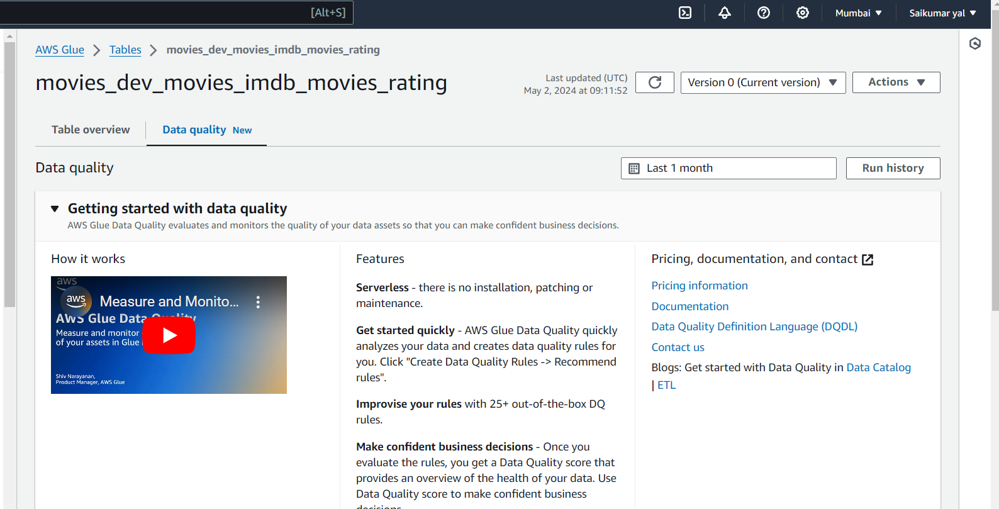 [Alt+S]
Mumbai
Saikumar yal
AWS Glue
Tables
movies_dev_movies_imdb_movies_rating
movies_dev_movies_imdb_movies_rating
Last updated (UTC)
May 2, 2024 at 09:11:52
Version 0 (Current version)
Actions
Table overview
Data quality New
Data quality
Last 1 month
Run history
Getting started with data quality
AWS Glue Data Quality evaluates and monitors the quality of your data assets so that you can make confident business decisions.
How it works
aws
aws
Measure and Monito...
AWS Glue Data Quality
Measure and monitor
of your assets in Glue
Shiv Narayanan,
Product Manager, AWS Glue
Features
Serverless - there is no installation, patching or
maintenance.
Get started quickly - AWS Glue Data Quality quickly
analyzes your data and creates data quality rules for
you. Click "Create Data Quality Rules -> Recommend
rules".
Improvise your rules with 25+ out-of-the-box DQ
rules.
Make confident business decisions - Once you
evaluate the rules, you get a Data Quality score that
provides an overview of the health of your data. Use
Data Quality score to make confident business
decisions.
Pricing, documentation, and contact
Pricing information
Documentation
Data Quality Definition Language (DQDL)
Contact us
Blogs: Get started with Data Quality in Data Catalog
| ETL